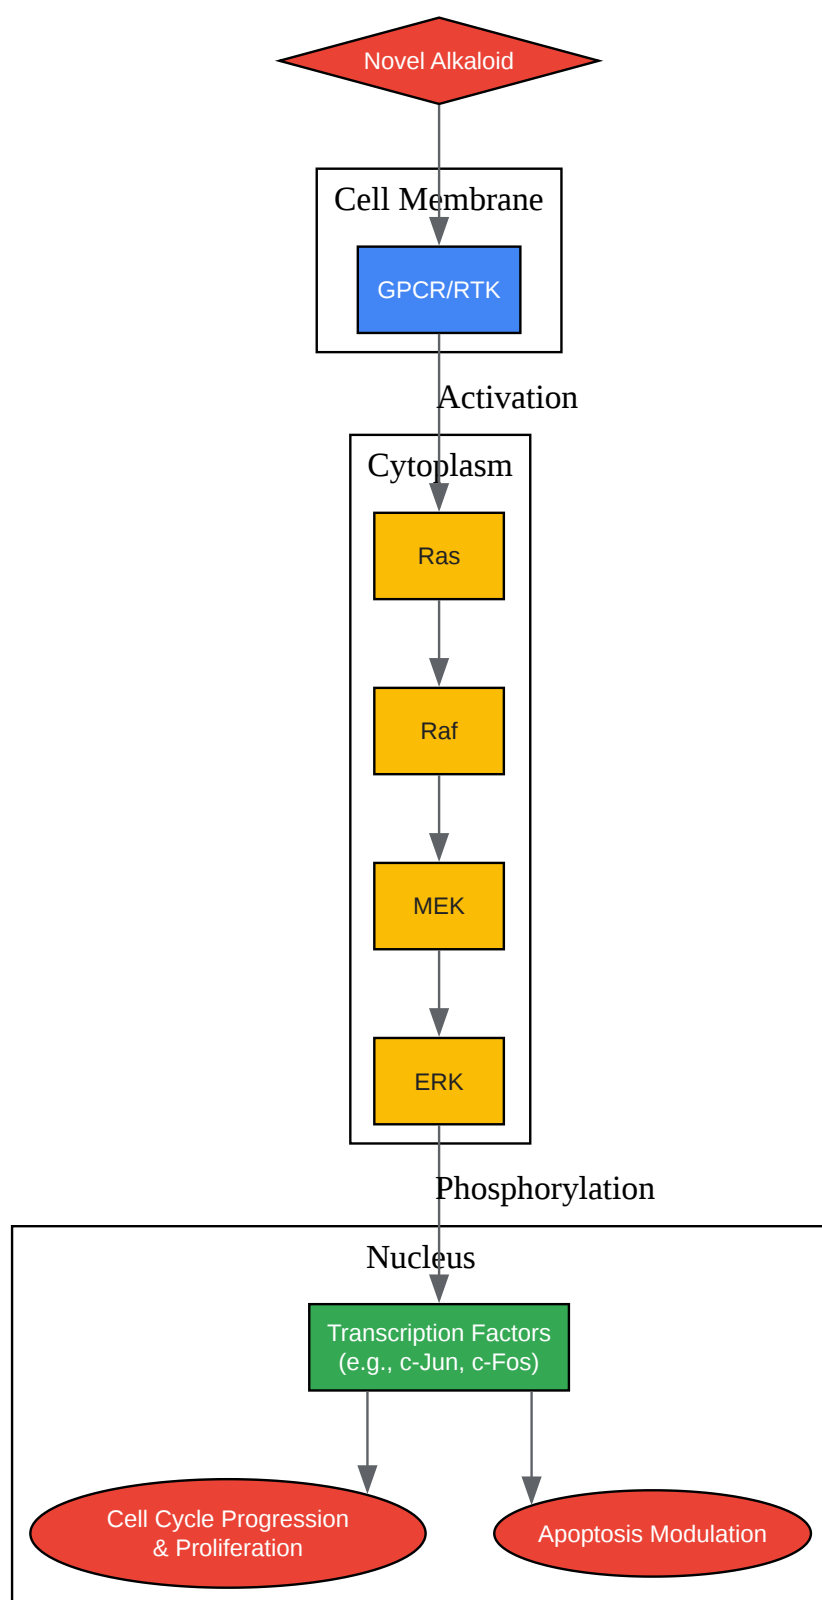 Novel Alkaloid
Cell Membrane
GPCR/RTK
Activation
Cytoplasm
Ras
Raf
MEK
ERK
Phosphorylation
Nucleus
Transcription Factors
(e.g., c-Jun, c-Fos)
Cell Cycle Progression
& Proliferation
Apoptosis Modulation